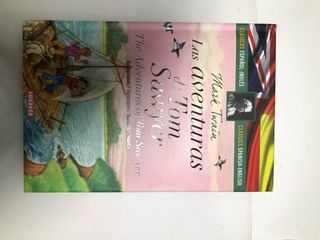 CLÁSICOS ESPAÑOL-INGLÉS
CLASSICS SPANISH-ENGLISH
Mark Twain
Las aventuras
de Tom
Sawyer
The Adventures of Tom Sawyer
SUSAETA